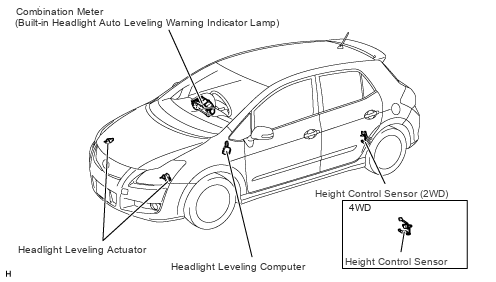 Combination Meter
(Built-in Headlight Auto Leveling Warning Indicator Lamp)
Height Control Sensor (2WD)
4WD
Headlight Leveling Actuator
Height Control Sensor
Headlight Leveling Computer
H